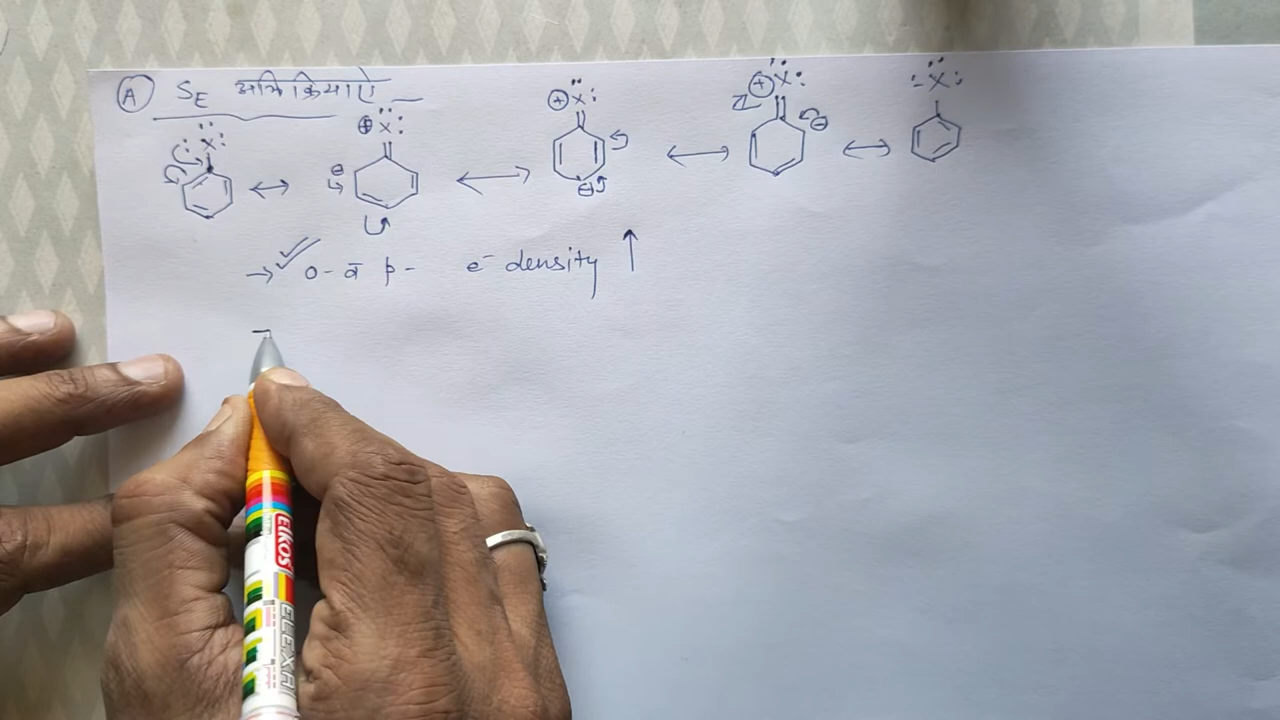 (A) SE अभिक्रियाऐ
:Ẍ: ↔ ⊕ Ẍ: ↔ ⊕ Ẍ: ↔ ⊕ Ẍ: ↔ :Ẍ:
⊖ ⊖ ⊖
→ ✓ o- व p- e⁻ density ↑
Elkos
ELEXA